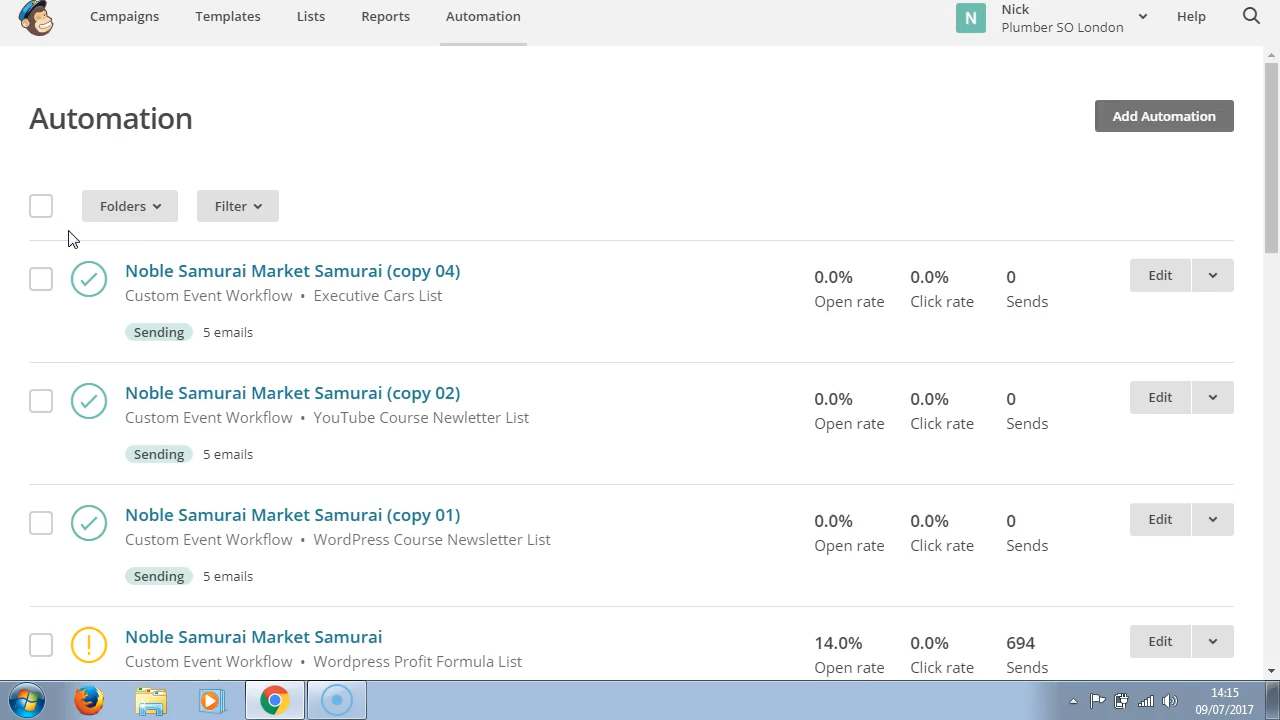 Campaigns Templates Lists Reports Automation
N Nick Help
Plumber SO London
Automation
Add Automation
Folders Filter
Noble Samurai Market Samurai (copy 04) 0.0% 0.0% 0 Edit
Custom Event Workflow • Executive Cars List Open rate Click rate Sends
Sending 5 emails
Noble Samurai Market Samurai (copy 02) 0.0% 0.0% 0 Edit
Custom Event Workflow • YouTube Course Newletter List Open rate Click rate Sends
Sending 5 emails
Noble Samurai Market Samurai (copy 01) 0.0% 0.0% 0 Edit
Custom Event Workflow • WordPress Course Newsletter List Open rate Click rate Sends
Sending 5 emails
Noble Samurai Market Samurai 14.0% 0.0% 694 Edit
Custom Event Workflow • Wordpress Profit Formula List Open rate Click rate Sends
14:15
09/07/2017